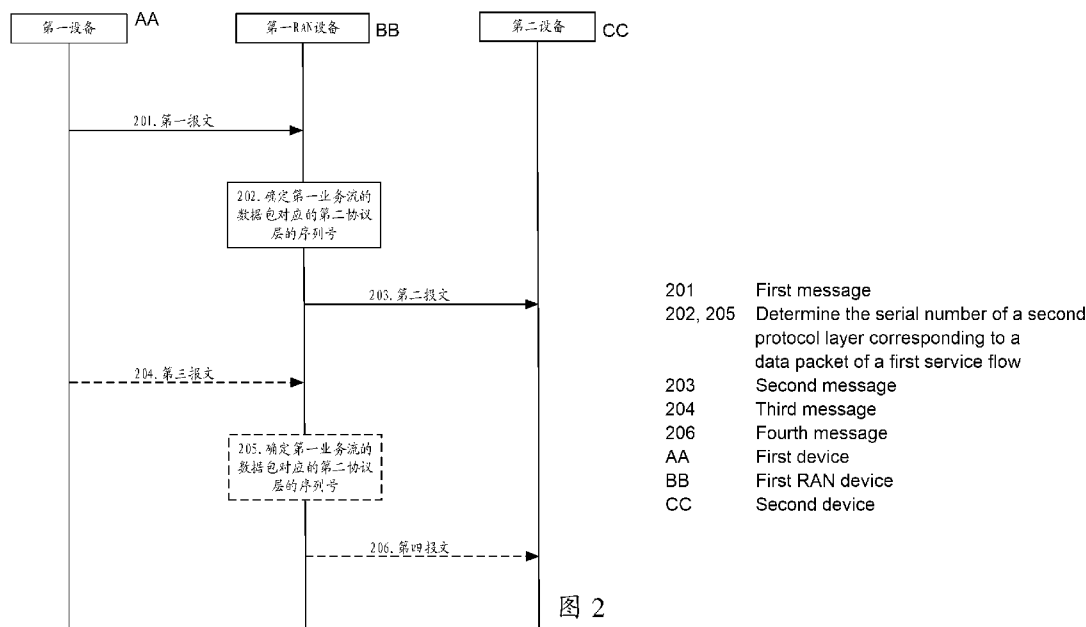 第一设备
AA
第一RAN设备
BB
第二设备
CC
201.第一报文
202.确定第一业务流的
数据包对应的第二协议
层的序列号
203.第二报文
204.第三报文
205.确定第一业务流的
数据包对应的第二协议
层的序列号
206.第四报文
图 2
201 First message
202, 205 Determine the serial number of a second
protocol layer corresponding to a
data packet of a first service flow
203 Second message
204 Third message
206 Fourth message
AA First device
BB First RAN device
CC Second device